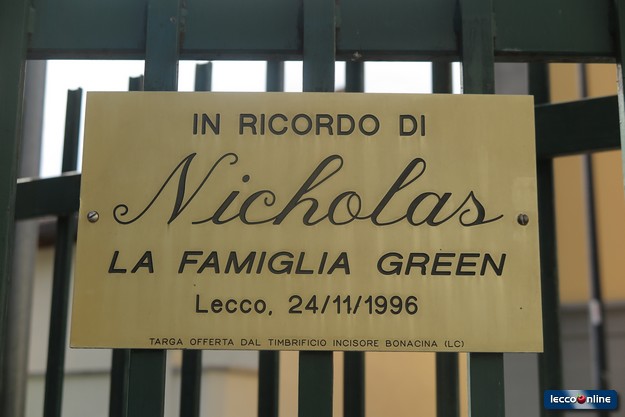 IN RICORDO DI
Nicholas
LA FAMIGLIA GREEN
Lecco, 24/11/1996
TARGA OFFERTA DAL TIMBRIFICIO INCISORE BONACINA (LC)
leccoonline